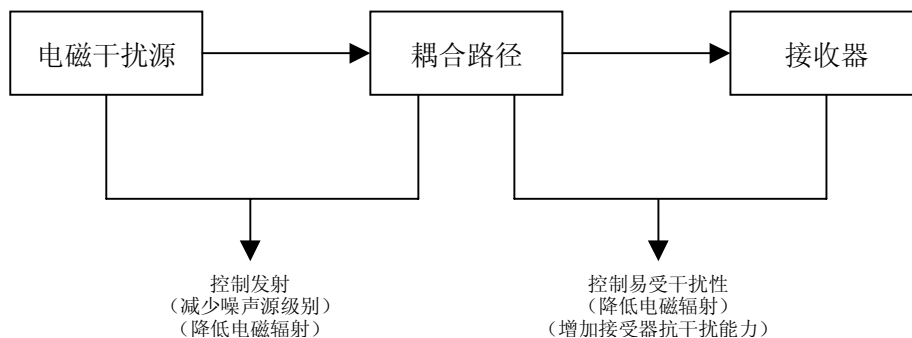 电磁干扰源
耦合路径
接收器
控制发射
（减少噪声源级别）
（降低电磁辐射）
控制易受干扰性
（降低电磁辐射）
（增加接受器抗干扰能力）